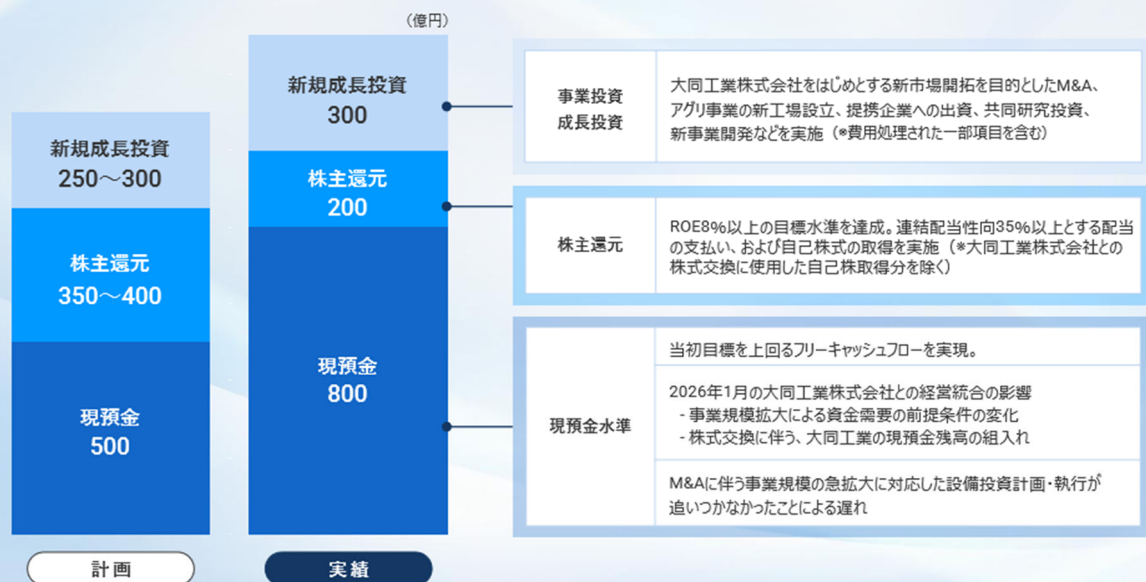 （億円）
新規成長投資
250～300
株主還元
350～400
現預金
500
計画
新規成長投資
300
株主還元
200
現預金
800
実績
事業投資
成長投資
大同工業株式会社をはじめとする新市場開拓を目的としたM&A、
アグリ事業の新工場設立、提携企業への出資、共同研究投資、
新事業開発などを実施（※費用処理された一部項目を含む）
株主還元
ROE8%以上の目標水準を達成。連結配当性向35%以上とする配当
の支払い、および自己株式の取得を実施（※大同工業株式会社との
株式交換に使用した自己株取得分を除く）
現預金水準
当初目標を上回るフリーキャッシュフローを実現。
2026年1月の大同工業株式会社との経営統合の影響
- 事業規模拡大による資金需要の前提条件の変化
- 株式交換に伴う、大同工業の現預金残高の組入れ
M&Aに伴う事業規模の急拡大に対応した設備投資計画・執行が
追いつかなかったことによる遅れ